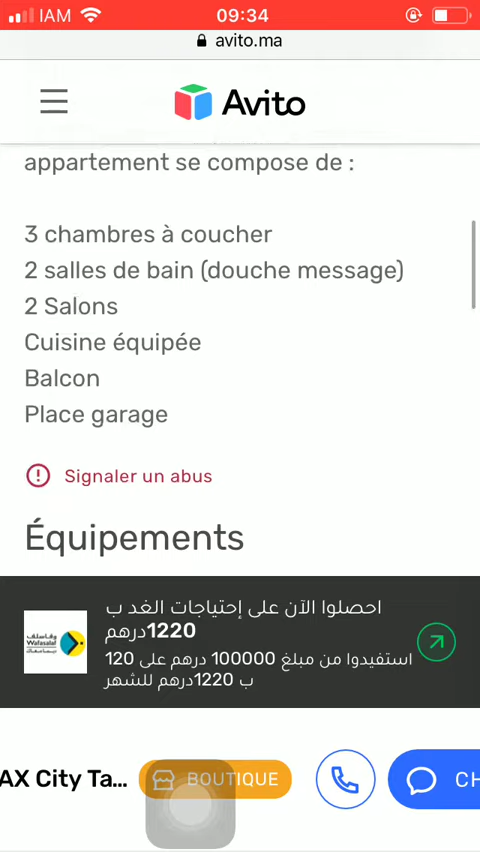 IAM
09:34
avito.ma
Avito
appartement se compose de :
3 chambres à coucher
2 salles de bain (douche message)
2 Salons
Cuisine équipée
Balcon
Place garage
Signaler un abus
Équipements
احصلوا الآن على إحتياجات الغد ب
1220درهم
استفيدوا من مبلغ 100000 درهم على 120
ب 1220درهم للشهر
وفاسلف
Wafasalaf
AX City Ta...
BOUTIQUE
CH